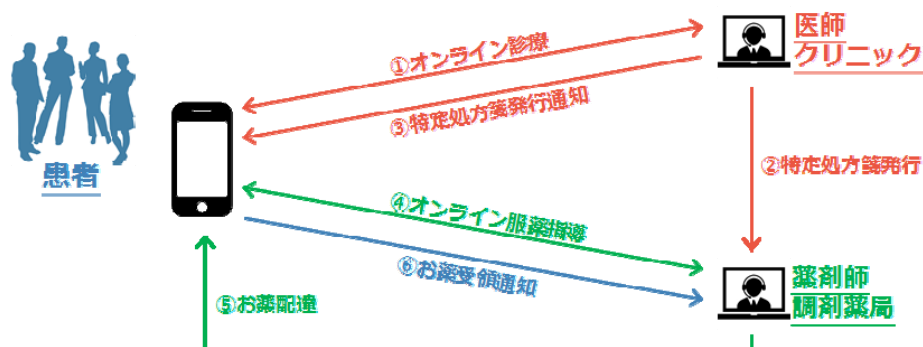 医師
クリニック
①オンライン診療
③特定処方箋発行通知
患者
②特定処方箋発行
④オンライン服薬指導
⑥お薬受領通知
薬剤師
調剤薬局
⑤お薬配達